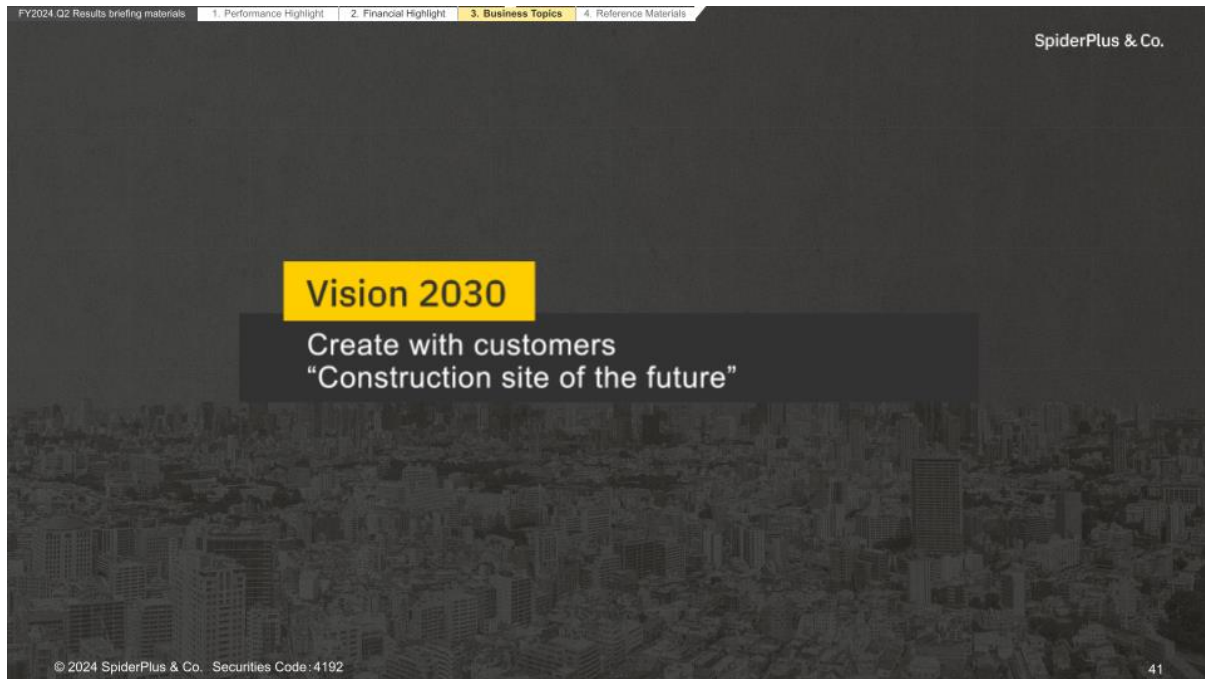 FY2024.Q2 Results briefing materials
1. Performance Highlight
2. Financial Highlight
3. Business Topics
4. Reference Materials
SpiderPlus & Co.
Vision 2030
Create with customers
“Construction site of the future”
© 2024 SpiderPlus & Co. Securities Code:4192
41